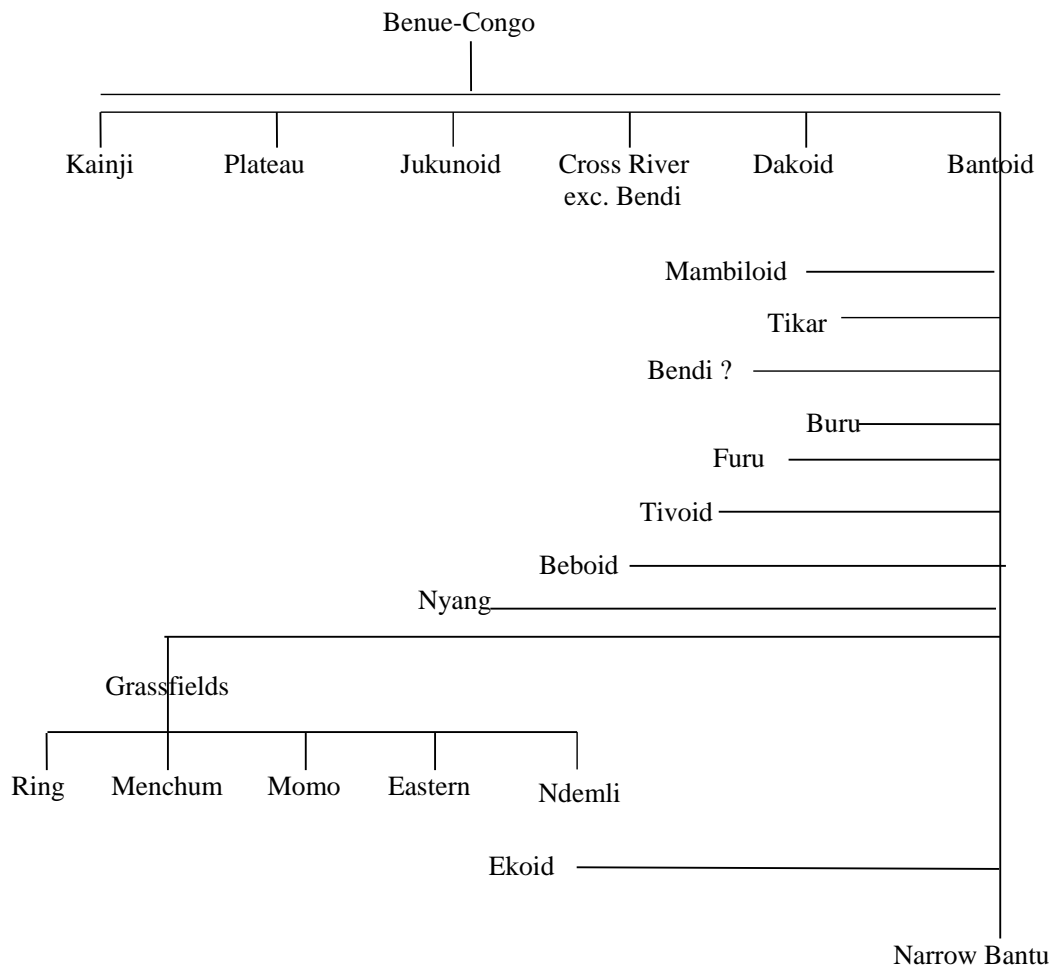 Benue-Congo
Kainji Plateau Jukunoid Cross River Dakoid Bantoid
exc. Bendi
Mambiloid
Tikar
Bendi ?
Buru
Furu
Tivoid
Beboid
Nyang
Grassfields
Ring Menchum Momo Eastern Ndemli
Ekoid
Narrow Bantu